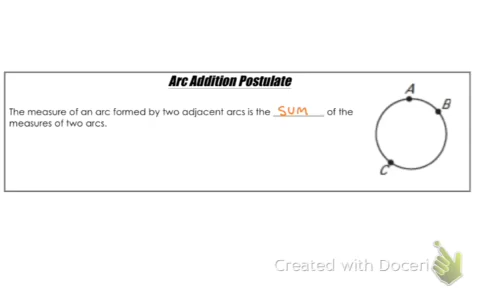 Arc Addition Postulate
The measure of an arc formed by two adjacent arcs is the SUM of the
measures of two arcs.
A
B
C
Created with Doceri